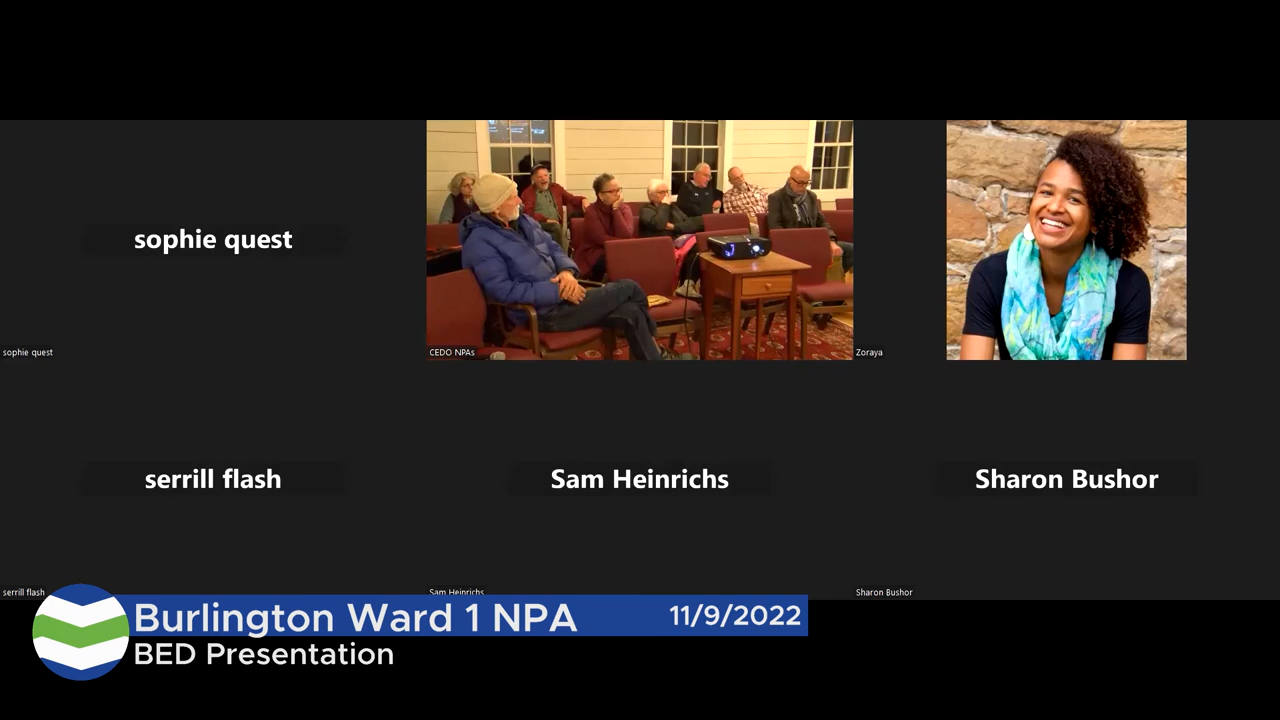 sophie quest
sophie quest
CEDO NPAs
Zoraya
serrill flash
Sam Heinrichs
Sharon Bushor
serrill flash
Sam Heinrichs
Sharon Bushor
Burlington Ward 1 NPA
11/9/2022
BED Presentation